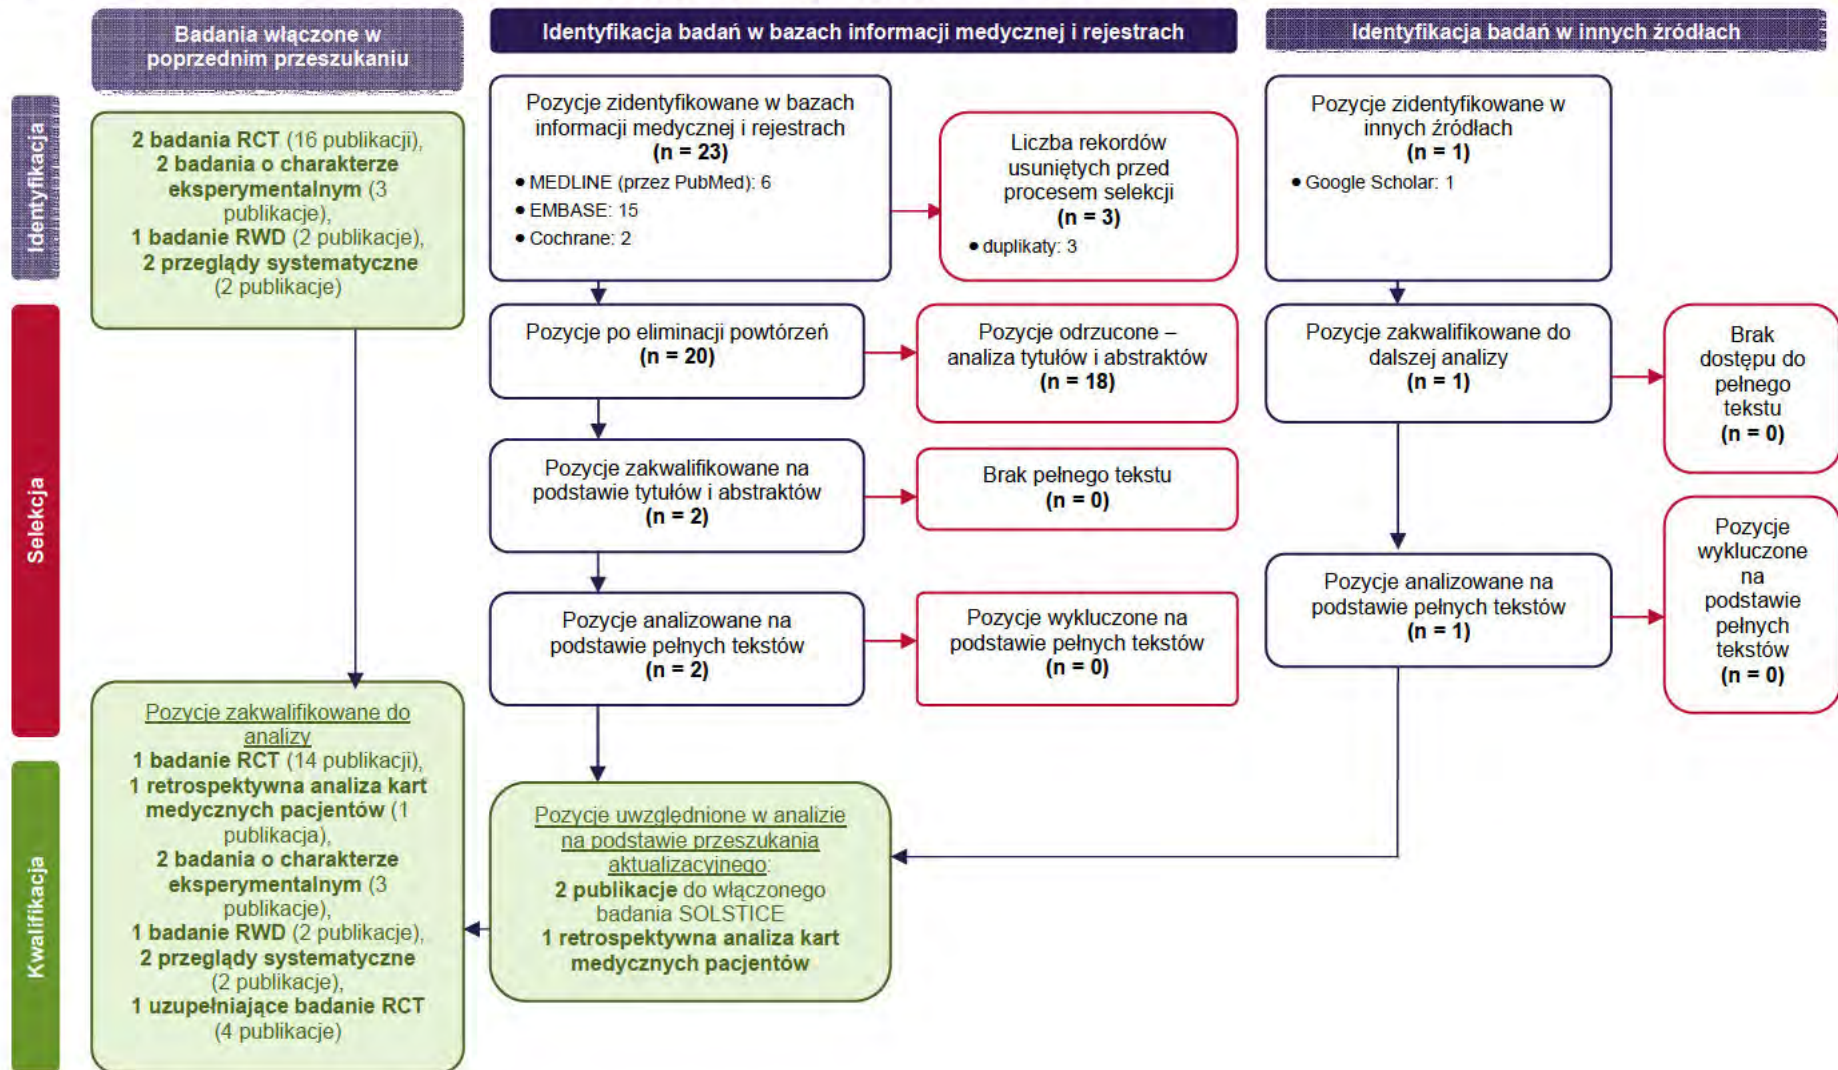 Badania włączone w
poprzednim przeszukaniu
Identyfikacja badań w bazach informacji medycznej i rejestrach
Identyfikacja badań w innych źródłach
Identyfikacja
2 badania RCT (16 publikacji),
2 badania o charakterze
eksperymentalnym (3
publikacje),
1 badanie RWD (2 publikacje),
2 przeglądy systematyczne
(2 publikacje)
Pozycje zidentyfikowane w bazach
informacji medycznej i rejestrach
(n = 23)
• MEDLINE (przez PubMed): 6
• EMBASE: 15
• Cochrane: 2
Liczba rekordów
usuniętych przed
procesem selekcji
(n = 3)
• duplikaty: 3
Pozycje zidentyfikowane w
innych źródłach
(n = 1)
• Google Scholar: 1
Selekcja
Pozycje po eliminacji powtórzeń
(n = 20)
Pozycje odrzucone –
analiza tytułów i abstraktów
(n = 18)
Pozycje zakwalifikowane do
dalszej analizy
(n = 1)
Brak
dostępu do
pełnego
tekstu
(n = 0)
Pozycje zakwalifikowane na
podstawie tytułów i abstraktów
(n = 2)
Brak pełnego tekstu
(n = 0)
Pozycje analizowane na
podstawie pełnych tekstów
(n = 2)
Pozycje wykluczone na
podstawie pełnych tekstów
(n = 0)
Pozycje analizowane na
podstawie pełnych tekstów
(n = 1)
Pozycje
wykluczone
na
podstawie
pełnych
tekstów
(n = 0)
Kwalifikacja
Pozycje zakwalifikowane do
analizy
1 badanie RCT (14 publikacji),
1 retrospektywna analiza kart
medycznych pacjentów (1
publikacja),
2 badania o charakterze
eksperymentalnym (3
publikacje),
1 badanie RWD (2 publikacje),
2 przeglądy systematyczne
(2 publikacje),
1 uzupełniające badanie RCT
(4 publikacje)
Pozycje uwzględnione w analizie
na podstawie przeszukania
aktualizacyjnego:
2 publikacje do włączonego
badania SOLSTICE
1 retrospektywna analiza kart
medycznych pacjentów